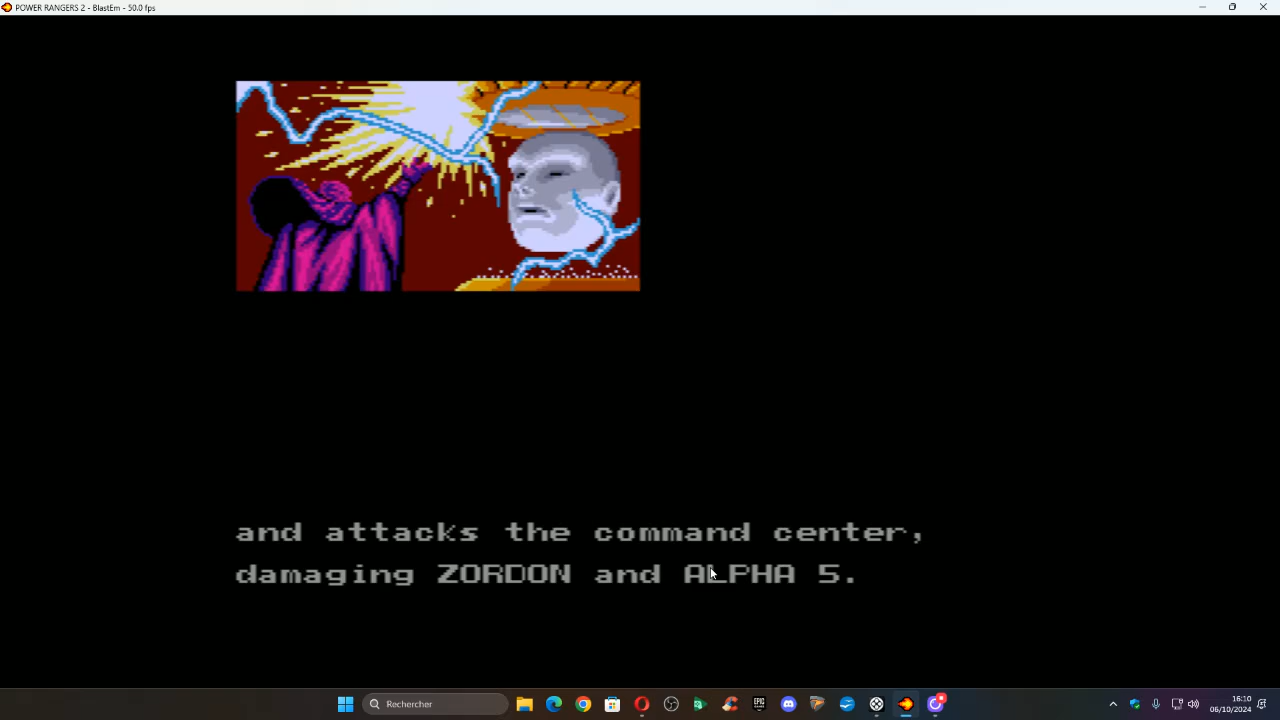 POWER RANGERS 2 - BlastEm - 50.0 fps
and attacks the command center,
damaging ZORDON and ALPHA 5.
Rechercher
EPIC
16:10
06/10/2024